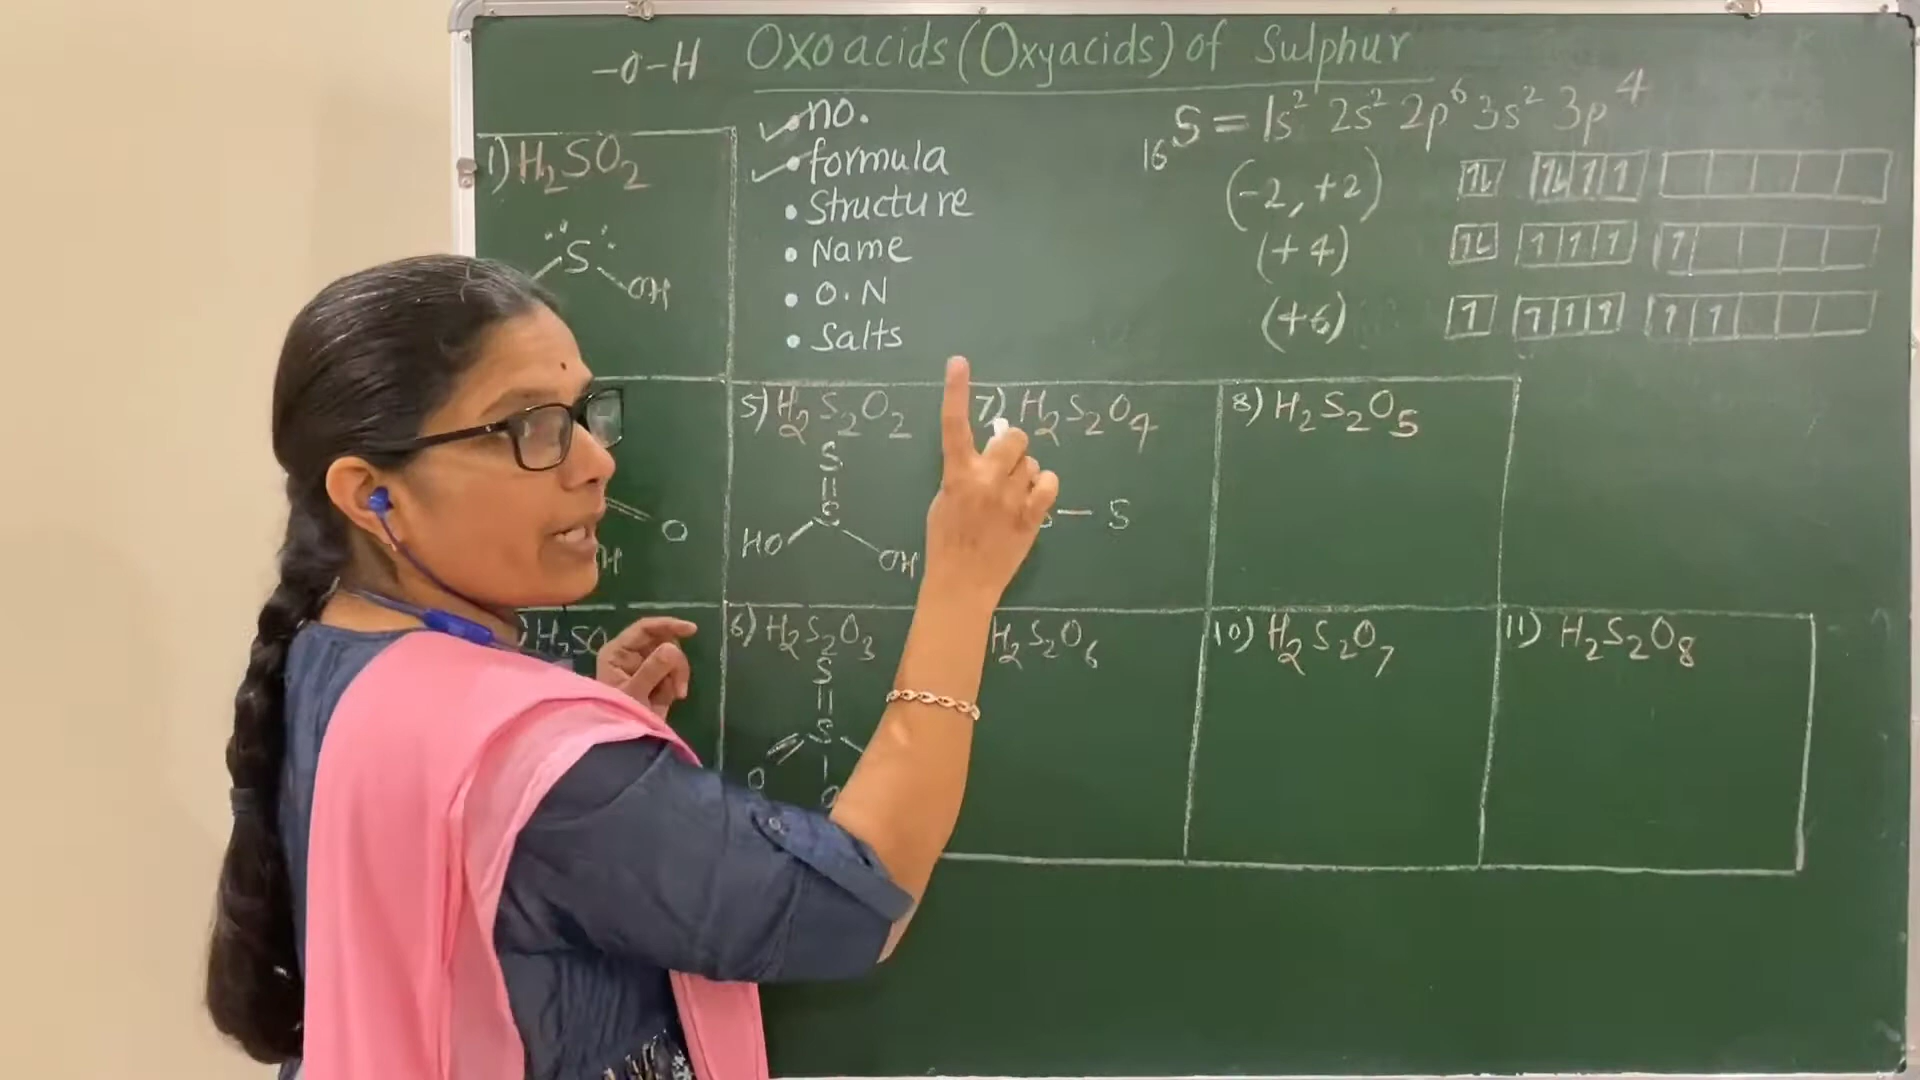 -O-H
Oxoacids (Oxyacids) of Sulphur
no.
formula
Structure
Name
O.N
Salts
₁₆S = 1s² 2s² 2p⁶ 3s² 3p⁴
(-2, +2)
(+4)
(+6)
1) H₂SO₂
S
OH
O
H
5) H₂S₂O₂
S
S
HO
OH
7) H₂S₂O₄
S — S
8) H₂S₂O₅
) H₂SO
6) H₂S₂O₃
S
S
O
O
H₂S₂O₆
10) H₂S₂O₇
11) H₂S₂O₈